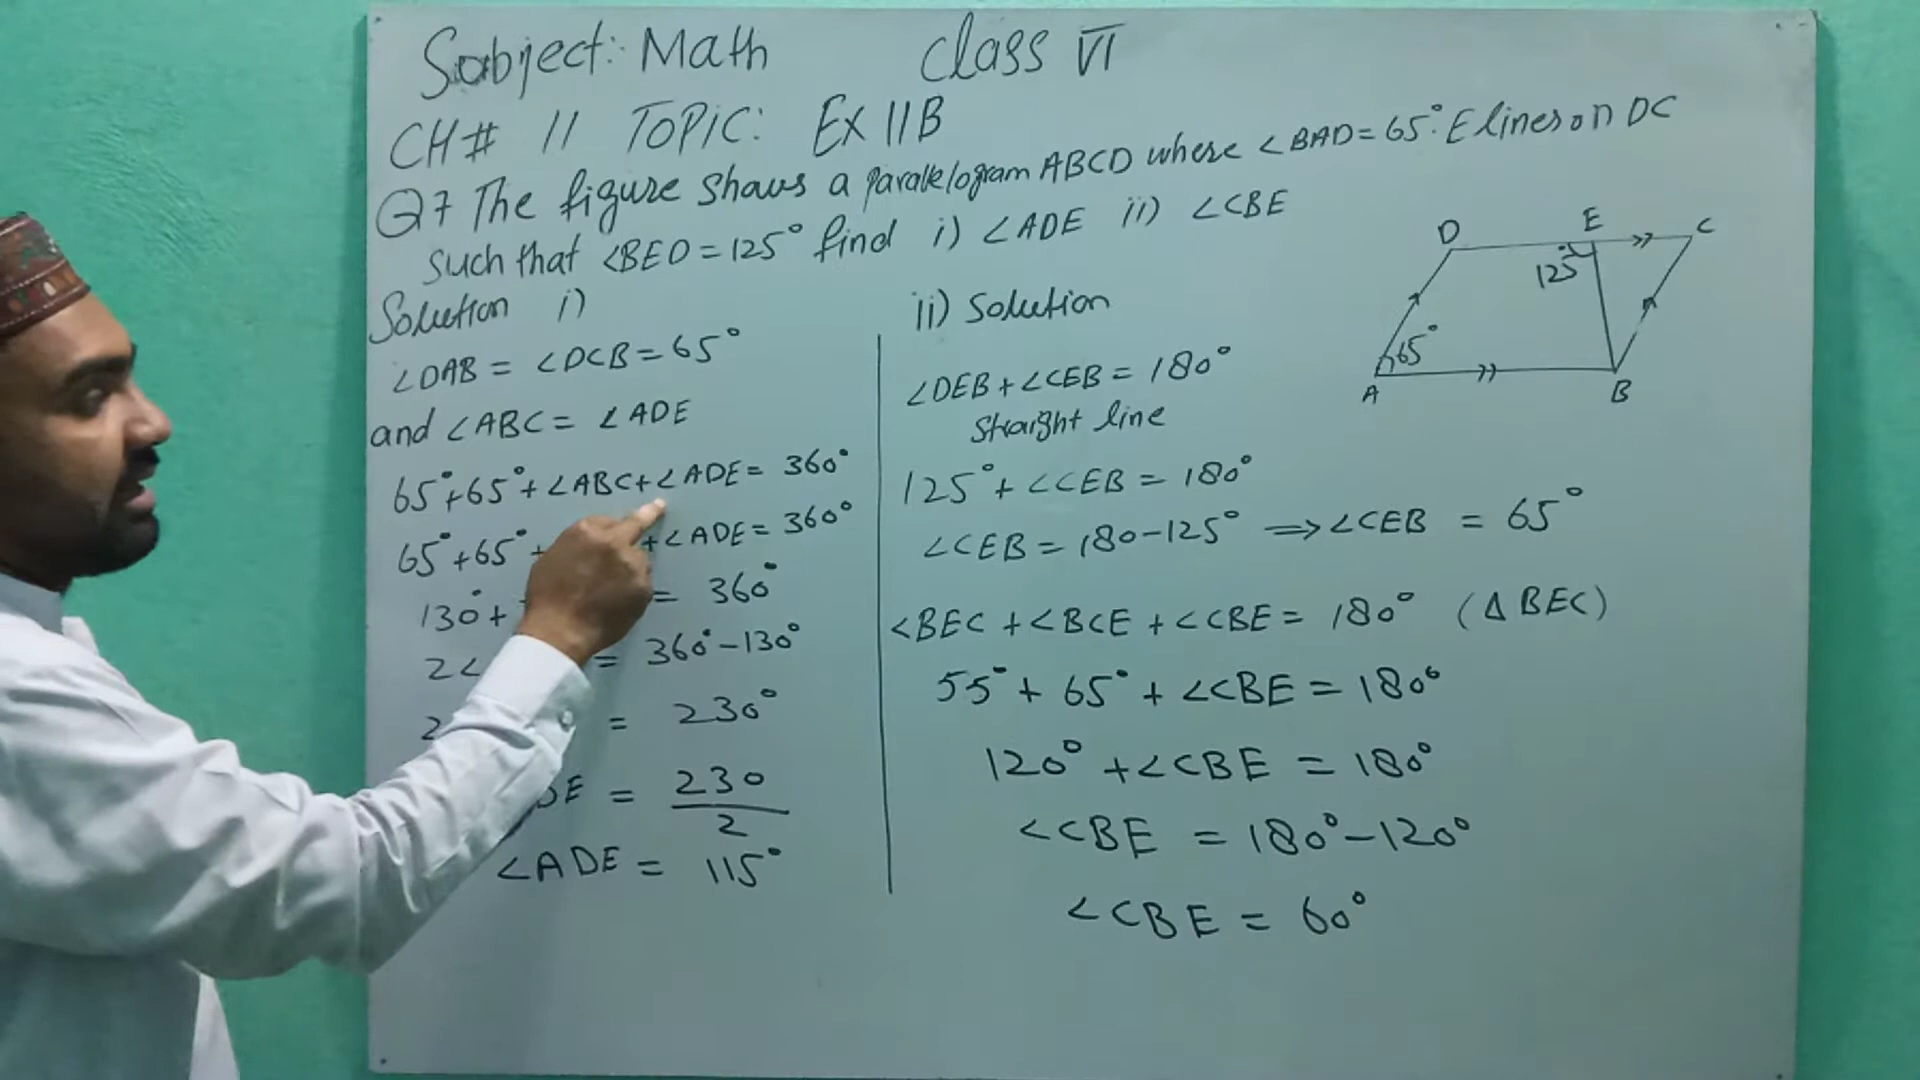 Subject: Math Class VI
CH# 11 TOPIC: EX 11B
Q7 The figure shows a parallelogram ABCD where ∠BAD = 65°. E lines on DC
such that ∠BED = 125° find i) ∠ADE ii) ∠CBE
Solution i)
∠DAB = ∠DCB = 65°
and ∠ABC = ∠ADE
65°+65°+∠ABC+∠ADE = 360°
65°+65°+ +∠ADE = 360°
130°+ = 360°
2∠ = 360°-130°
2 = 230°
DE = 230/2
∠ADE = 115°
ii) Solution
∠DEB + ∠CEB = 180°
Straight line
125° + ∠CEB = 180°
∠CEB = 180-125° ⇒ ∠CEB = 65°
∠BEC + ∠BCE + ∠CBE = 180° (Δ BEC)
55° + 65° + ∠CBE = 180°
120° + ∠CBE = 180°
∠CBE = 180° - 120°
∠CBE = 60°
D E C
125°
65°
A B